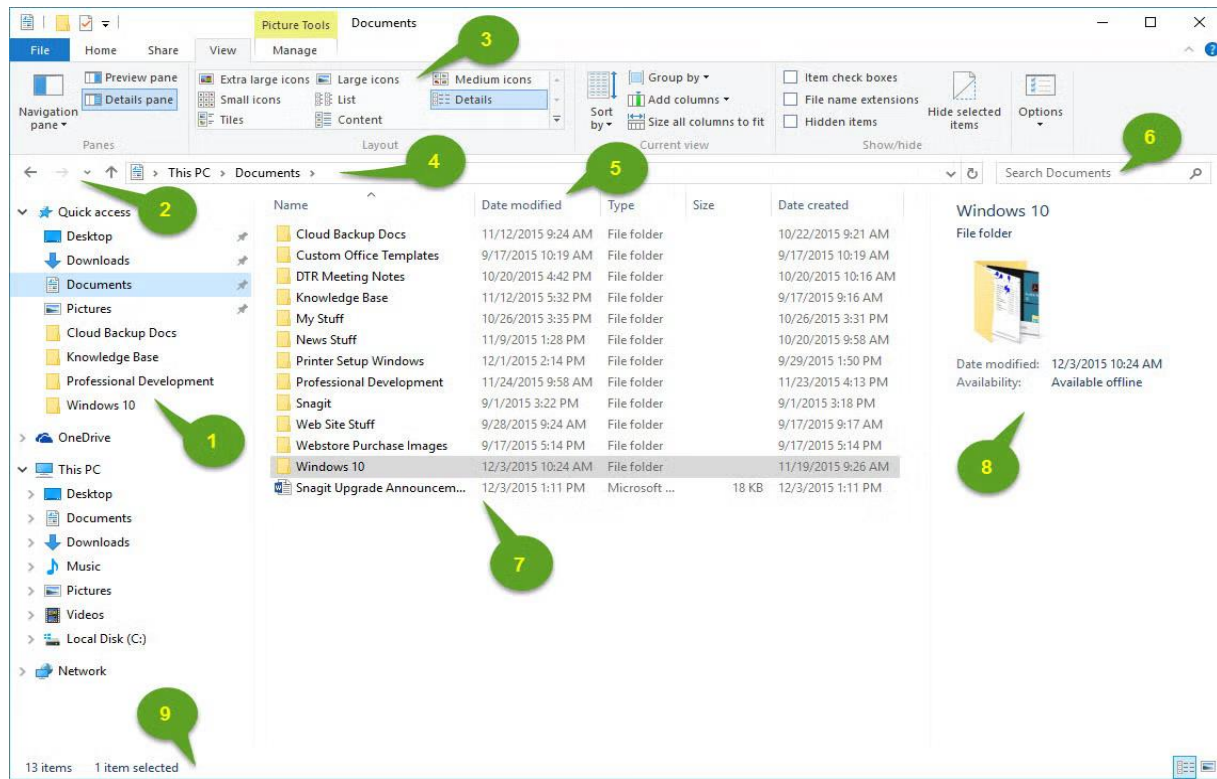 Picture Tools Documents
File Home Share View Manage
Navigation pane
Preview pane
Details pane
Panes
Extra large icons Large icons Medium icons
Small icons List Details
Tiles Content
Layout
Sort by
Group by
Add columns
Size all columns to fit
Current view
Item check boxes
File name extensions
Hidden items
Hide selected items
Show/hide
Options
3
4
5
6
2
This PC > Documents >
Search Documents
Quick access
Desktop
Downloads
Documents
Pictures
Cloud Backup Docs
Knowledge Base
Professional Development
Windows 10
1
OneDrive
This PC
Desktop
Documents
Downloads
Music
Pictures
Videos
Local Disk (C:)
Network
9
Name Date modified Type Size Date created
Cloud Backup Docs 11/12/2015 9:24 AM File folder 10/22/2015 9:21 AM
Custom Office Templates 9/17/2015 10:19 AM File folder 9/17/2015 10:19 AM
DTR Meeting Notes 10/20/2015 4:42 PM File folder 10/20/2015 10:16 AM
Knowledge Base 11/12/2015 5:32 PM File folder 9/17/2015 9:16 AM
My Stuff 10/26/2015 3:35 PM File folder 10/26/2015 3:31 PM
News Stuff 11/9/2015 1:28 PM File folder 10/20/2015 9:58 AM
Printer Setup Windows 12/1/2015 2:14 PM File folder 9/29/2015 1:50 PM
Professional Development 11/24/2015 9:58 AM File folder 11/23/2015 4:13 PM
Snagit 9/1/2015 3:22 PM File folder 9/1/2015 3:18 PM
Web Site Stuff 9/28/2015 9:24 AM File folder 9/17/2015 9:17 AM
Webstore Purchase Images 9/17/2015 5:14 PM File folder 9/17/2015 5:14 PM
Windows 10 12/3/2015 10:24 AM File folder 11/19/2015 9:26 AM
Snagit Upgrade Announcem... 12/3/2015 1:11 PM Microsoft ... 18 KB 12/3/2015 1:11 PM
7
Windows 10
File folder
Date modified: 12/3/2015 10:24 AM
Availability: Available offline
8
13 items 1 item selected